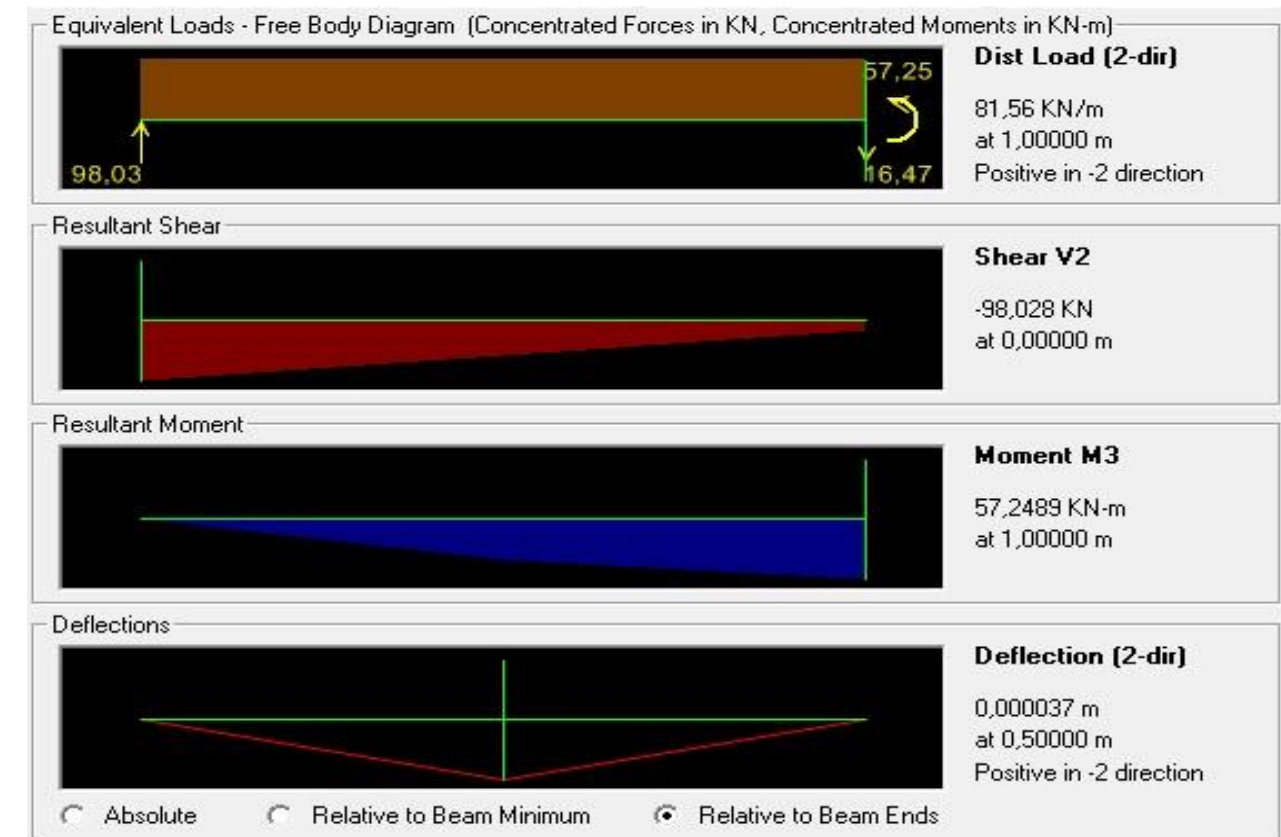 Equivalent Loads - Free Body Diagram (Concentrated Forces in KN, Concentrated Moments in KN-m)
57,25
98,03
16,47
Dist Load (2-dir)
81,56 KN/m
at 1,00000 m
Positive in -2 direction
Resultant Shear
Shear V2
-98,028 KN
at 0,00000 m
Resultant Moment
Moment M3
57,2489 KN-m
at 1,00000 m
Deflections
Deflection (2-dir)
0,000037 m
at 0,50000 m
Positive in -2 direction
Absolute
Relative to Beam Minimum
Relative to Beam Ends